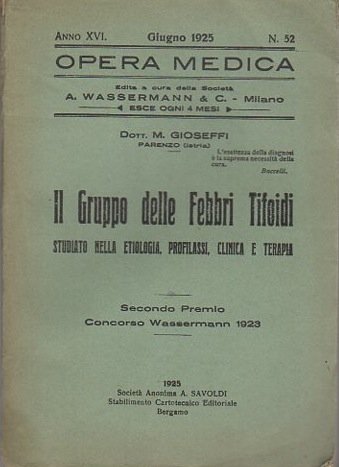 ANNO XVI. Giugno 1925 N. 52
OPERA MEDICA
Edita a cura della Società
A. WASSERMANN & C. - Milano
ESCE OGNI 4 MESI
DOTT. M. GIOSEFFI
PARENZO (Istria)
L'esattezza della diagnosi
è la suprema necessità della
cura.
Baccelli.
Il Gruppo delle Febbri Tifoidi
STUDIATO NELLA ETIOLOGIA, PROFILASSI, CLINICA E TERAPIA
Secondo Premio
Concorso Wassermann 1923
1925
Società Anonima A. SAVOLDI
Stabilimento Cartotecnico Editoriale
Bergamo